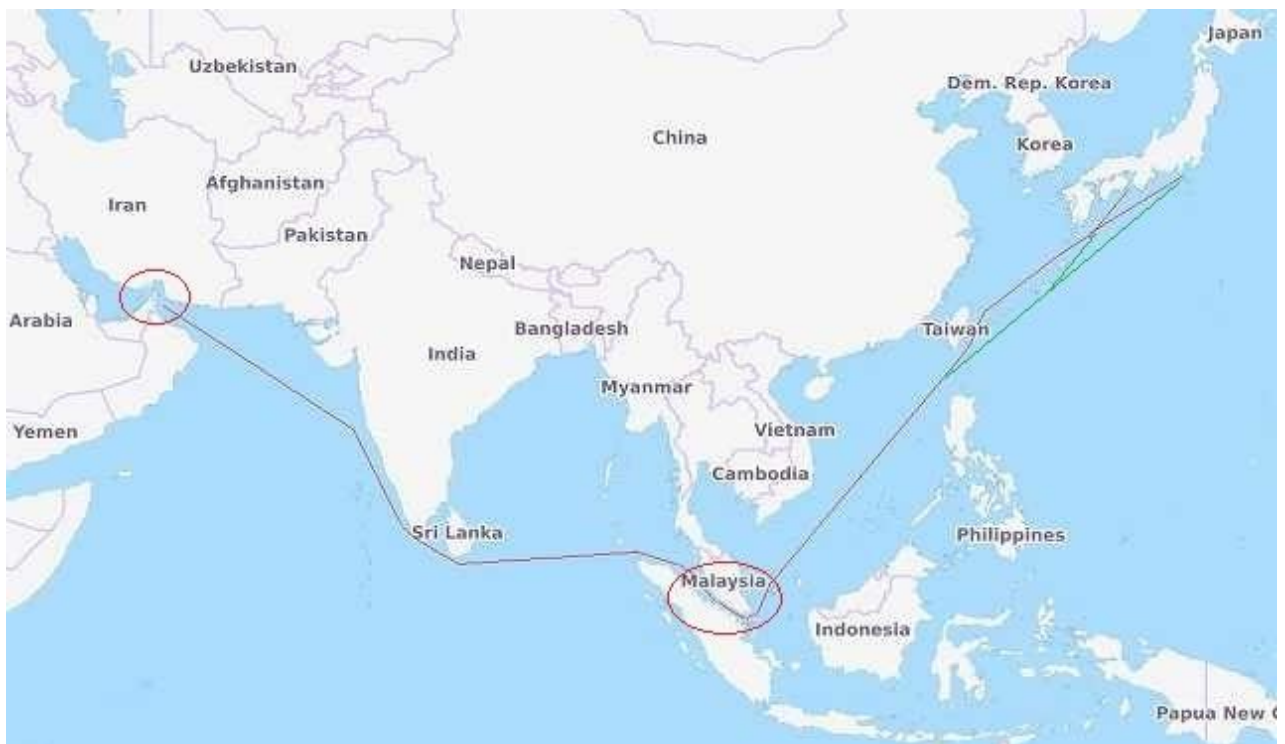 Japan
Uzbekistan
Dem. Rep. Korea
China
Korea
Afghanistan
Iran
Pakistan
Nepal
Arabia
Bangladesh
Taiwan
India
Myanmar
Yemen
Vietnam
Cambodia
Sri Lanka
Philippines
Malaysia
Indonesia
Papua New G